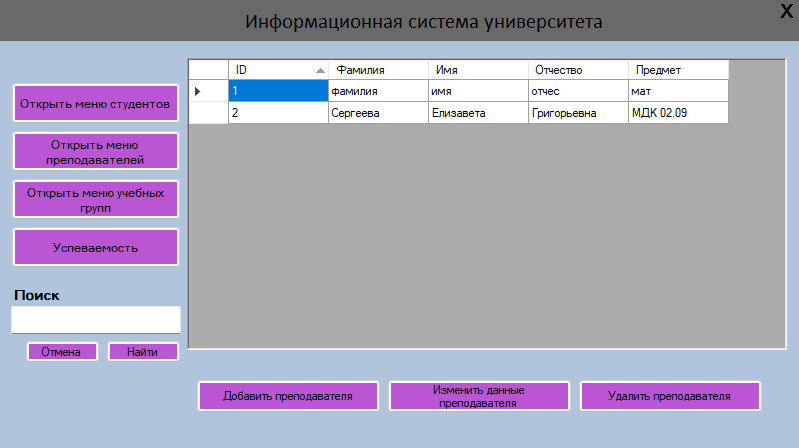 Информационная система университета
X
Открыть меню студентов
Открыть меню
преподавателей
Открыть меню учебных
групп
Успеваемость
Поиск
Отмена Найти
ID Фамилия Имя Отчество Предмет
1 фамилия имя отчес мат
2 Сергеева Елизавета Григорьевна МДК 02.09
Добавить преподавателя
Изменить данные
преподавателя
Удалить преподавателя